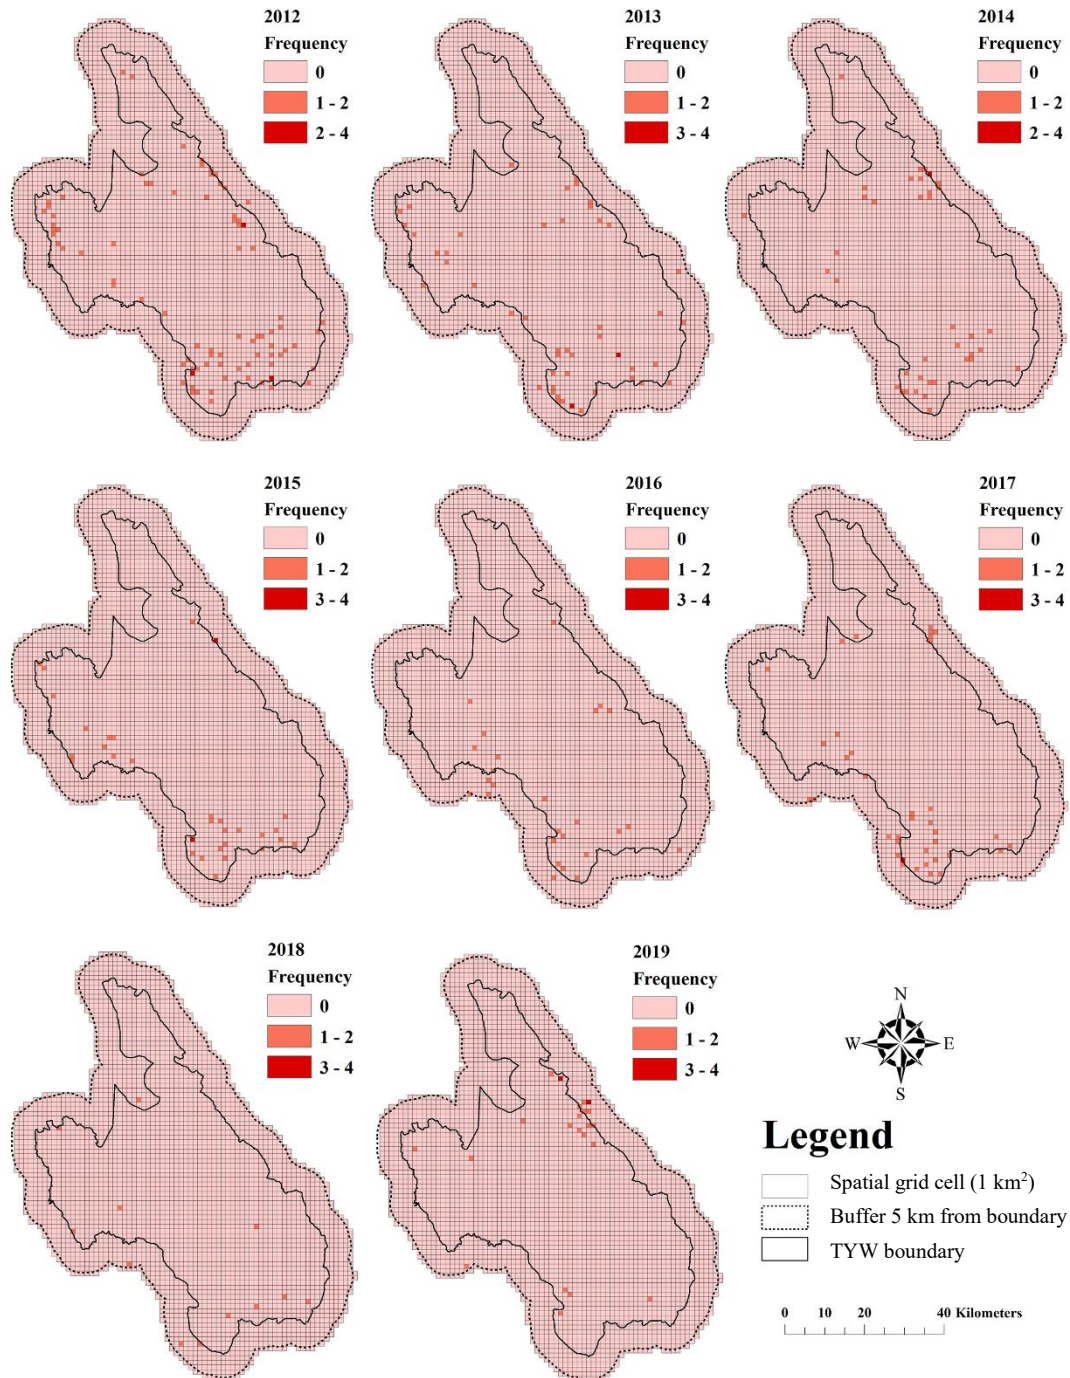 2012
Frequency
0
1 - 2
2 - 4
2013
Frequency
0
1 - 2
3 - 4
2014
Frequency
0
1 - 2
2 - 4
2015
Frequency
0
1 - 2
3 - 4
2016
Frequency
0
1 - 2
3 - 4
2017
Frequency
0
1 - 2
3 - 4
2018
Frequency
0
1 - 2
3 - 4
2019
Frequency
0
1 - 2
3 - 4
N
W E
S
Legend
Spatial grid cell (1 km²)
Buffer 5 km from boundary
TYW boundary
0 10 20 40 Kilometers